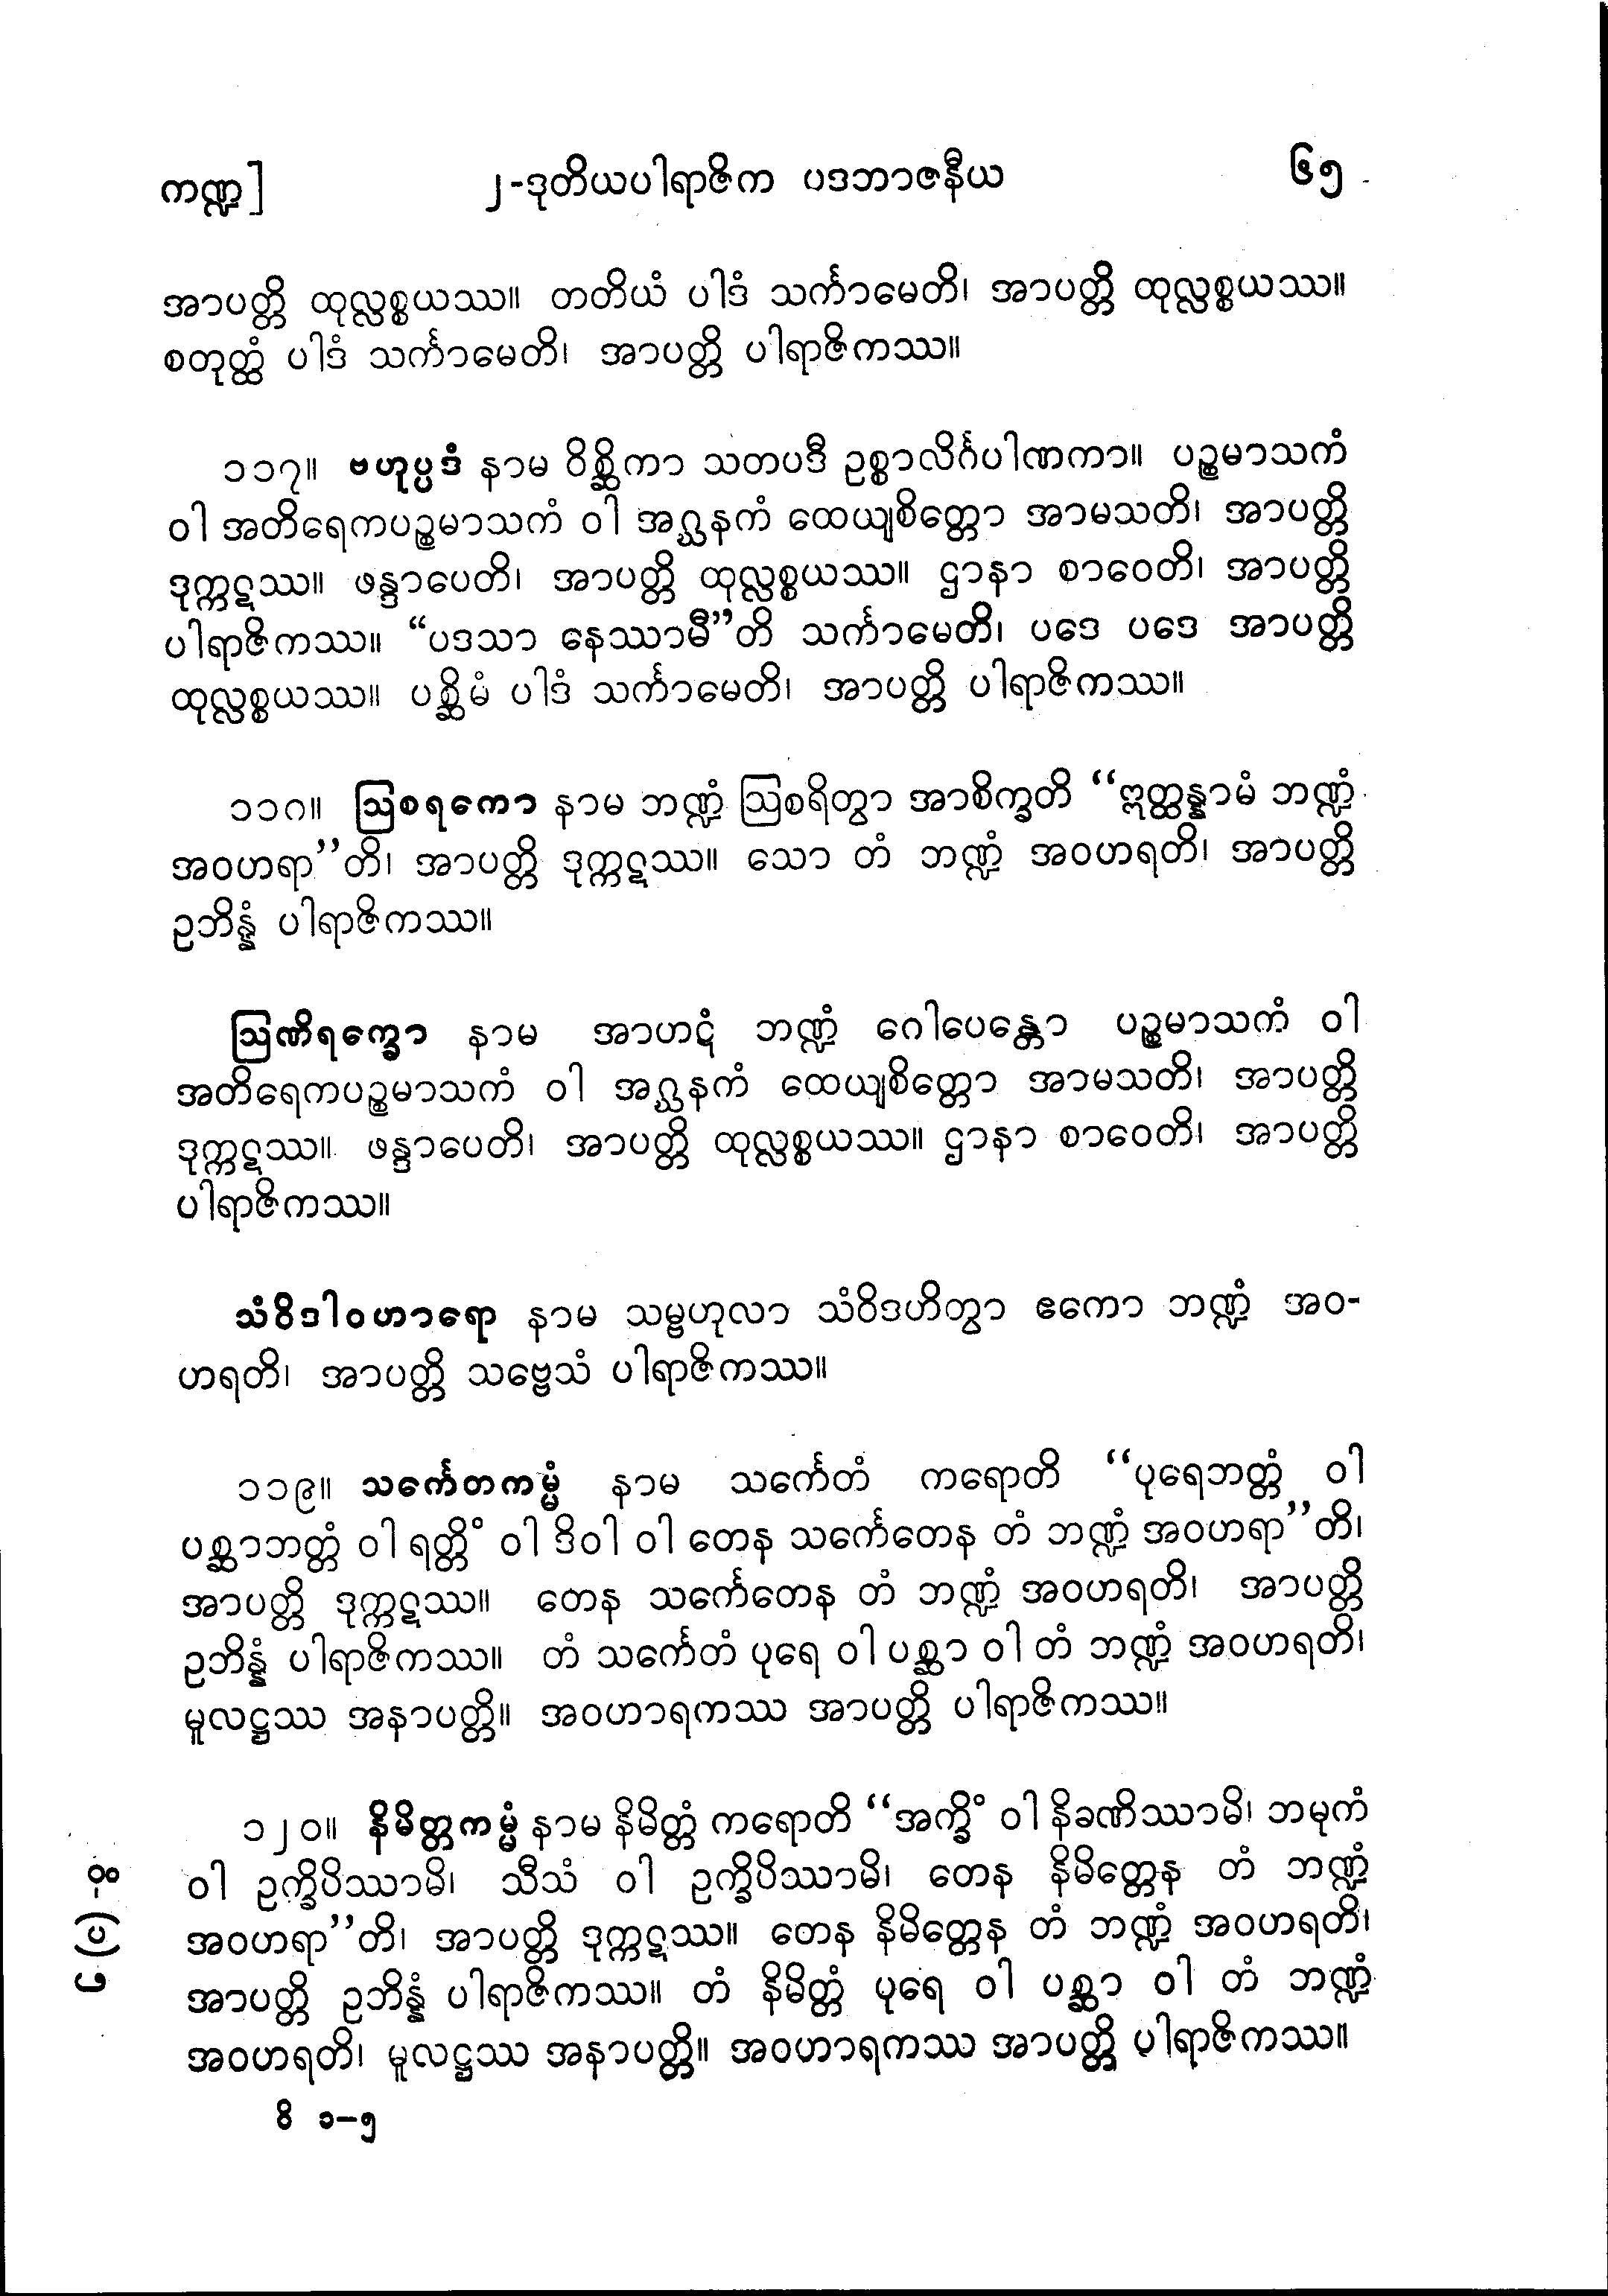 ကဏ္ဍ] ၂-ဒုတိယပါရာဇိက ပဒဘာဇနီယ ၆၅
အာပတ္တိ ထုလ္လစ္စယဿ။ တတိယံ ပါဒံ သင်္ကာမေတိ၊ အာပတ္တိ ထုလ္လစ္စယဿ။
စတုတ္ထံ ပါဒံ သင်္ကာမေတိ၊ အာပတ္တိ ပါရာဇိကဿ။
၁၁၇။ ဗဟုပ္ပဒံ နာမ ဝိစ္ဆိကာ သတပဒီ ဥစ္စာလိင်္ဂပါဏကာ။ ပဉ္စမာသကံ
ဝါ အတိရေကပဉ္စမာသကံ ဝါ အဂ္ဃနကံ ထေယျစိတ္တော အာမသတိ၊ အာပတ္တိ
ဒုက္ကဋဿ။ ဖန္ဒာပေတိ၊ အာပတ္တိ ထုလ္လစ္စယဿ။ ဌာနာ စာဝေတိ၊ အာပတ္တိ
ပါရာဇိကဿ။ “ပဒသာ နေဿာမီ”တိ သင်္ကာမေတိ၊ ပဒေ ပဒေ အာပတ္တိ
ထုလ္လစ္စယဿ။ ပစ္ဆိမံ ပါဒံ သင်္ကာမေတိ၊ အာပတ္တိ ပါရာဇိကဿ။
၁၁၈။ ဩစရကော နာမ ဘဏ္ဍံ ဩစရိတွာ အာစိက္ခတိ “ဣတ္ထန္နာမံ ဘဏ္ဍံ
အဝဟရာ”တိ၊ အာပတ္တိ ဒုက္ကဋဿ။ သော တံ ဘဏ္ဍံ အဝဟရတိ၊ အာပတ္တိ
ဥဘိန္နံ ပါရာဇိကဿ။
ဩဏိရက္ခော နာမ အာဟဋံ ဘဏ္ဍံ ဂေါပေန္တော ပဉ္စမာသကံ ဝါ
အတိရေကပဉ္စမာသကံ ဝါ အဂ္ဃနကံ ထေယျစိတ္တော အာမသတိ၊ အာပတ္တိ
ဒုက္ကဋဿ။ ဖန္ဒာပေတိ၊ အာပတ္တိ ထုလ္လစ္စယဿ။ ဌာနာ စာဝေတိ၊ အာပတ္တိ
ပါရာဇိကဿ။
သံဝိဒါဝဟာရော နာမ သမ္ဗဟုလာ သံဝိဒဟိတွာ ဧကော ဘဏ္ဍံ အဝ-
ဟရတိ၊ အာပတ္တိ သဗ္ဗေသံ ပါရာဇိကဿ။
၁၁၉။ သင်္ကေတကမ္မံ နာမ သင်္ကေတံ ကရောတိ “ပုရေဘတ္တံ ဝါ
ပစ္ဆာဘတ္တံ ဝါ ရတ္တိံ ဝါ ဒိဝါ ဝါ တေန သင်္ကေတေန တံ ဘဏ္ဍံ အဝဟရာ”တိ၊
အာပတ္တိ ဒုက္ကဋဿ။ တေန သင်္ကေတေန တံ ဘဏ္ဍံ အဝဟရတိ၊ အာပတ္တိ
ဥဘိန္နံ ပါရာဇိကဿ။ တံ သင်္ကေတံ ပုရေ ဝါ ပစ္ဆာ ဝါ တံ ဘဏ္ဍံ အဝဟရတိ၊
မူလဋ္ဌဿ အနာပတ္တိ။ အဝဟာရကဿ အာပတ္တိ ပါရာဇိကဿ။
၁၂၀။ နိမိတ္တကမ္မံ နာမ နိမိတ္တံ ကရောတိ “အက္ခိံ ဝါ နိခဏိဿာမိ၊ ဘမုကံ
ဝါ ဥက္ခိပိဿာမိ၊ သီသံ ဝါ ဥက္ခိပိဿာမိ၊ တေန နိမိတ္တေန တံ ဘဏ္ဍံ
အဝဟရာ”တိ၊ အာပတ္တိ ဒုက္ကဋဿ။ တေန နိမိတ္တေန တံ ဘဏ္ဍံ အဝဟရတိ၊
အာပတ္တိ ဥဘိန္နံ ပါရာဇိကဿ။ တံ နိမိတ္တံ ပုရေ ဝါ ပစ္ဆာ ဝါ တံ ဘဏ္ဍံ
အဝဟရတိ၊ မူလဋ္ဌဿ အနာပတ္တိ။ အဝဟာရကဿ အာပတ္တိ ပါရာဇိကဿ။
ဝိ ၁-၅